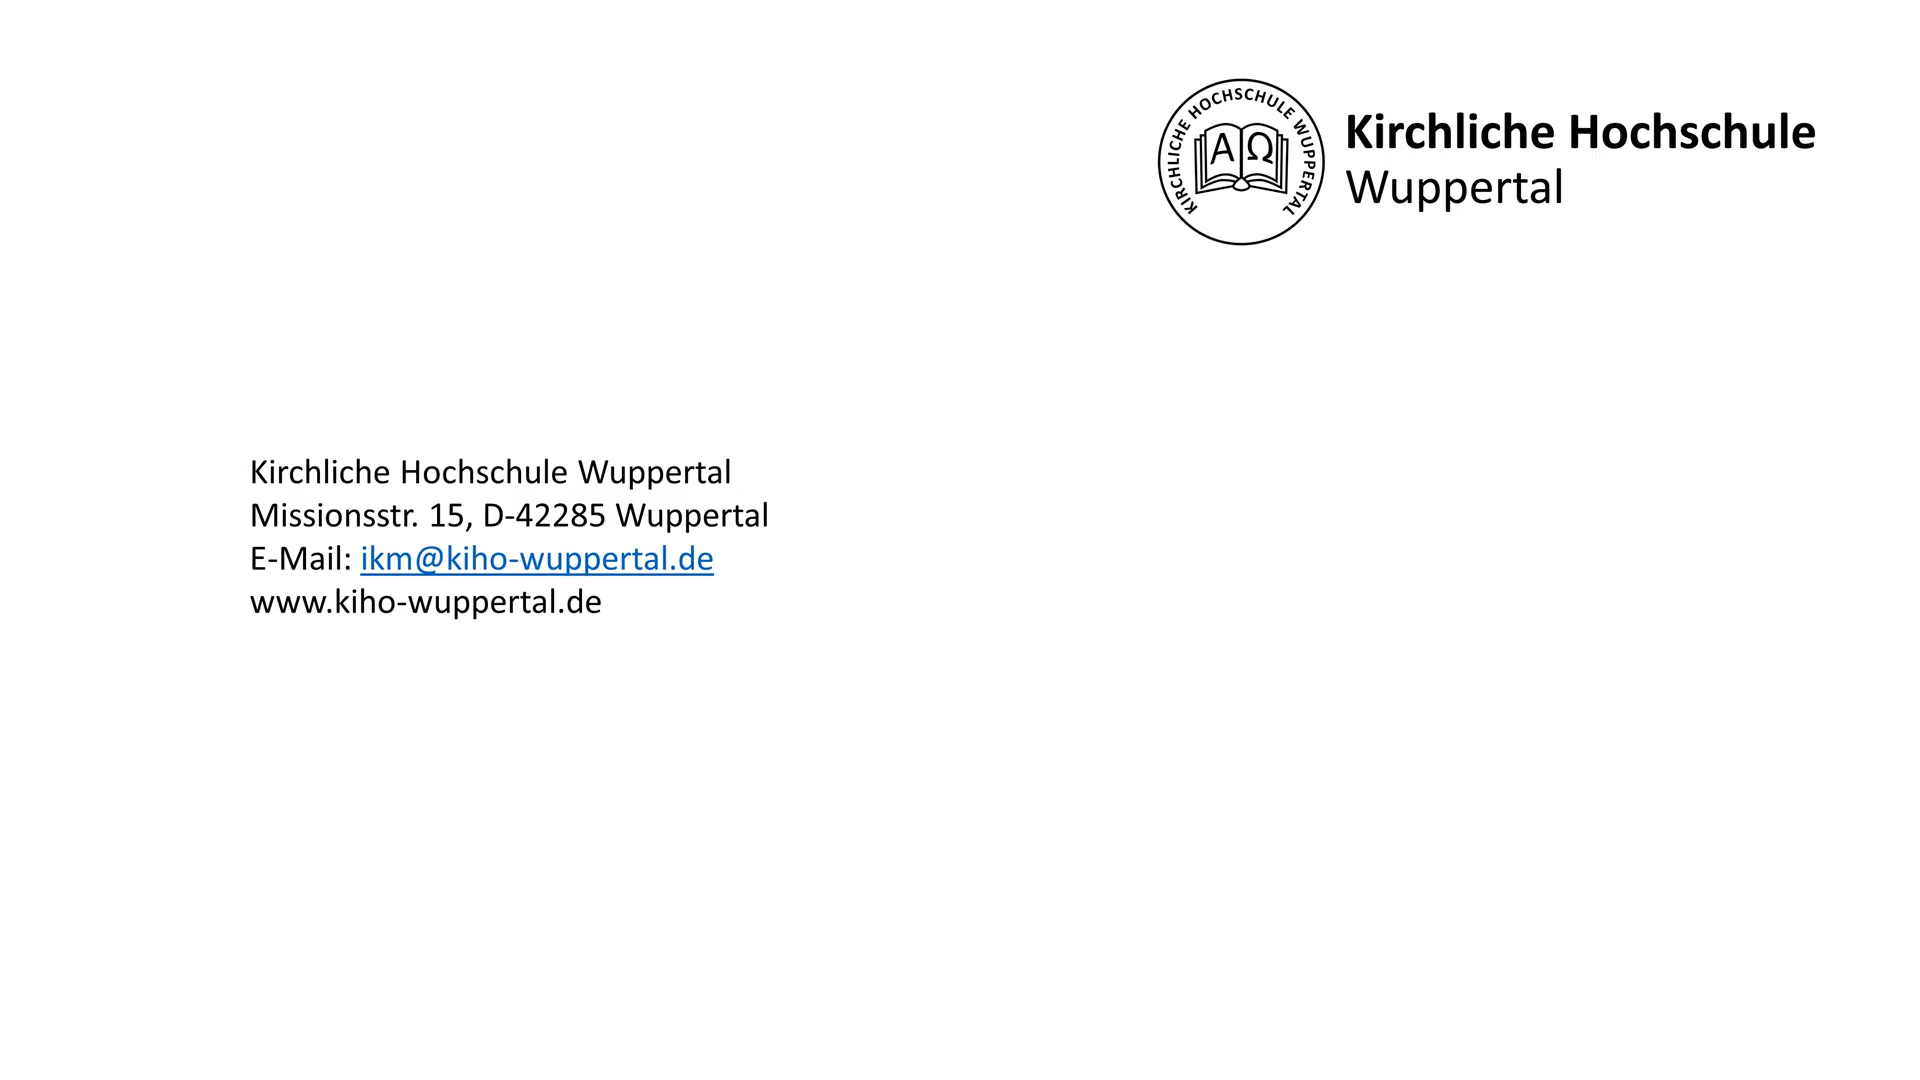 KIRCHLICHE HOCHSCHULE WUPPERTAL
Α Ω
Kirchliche Hochschule
Wuppertal
Kirchliche Hochschule Wuppertal
Missionsstr. 15, D-42285 Wuppertal
E-Mail: ikm@kiho-wuppertal.de
www.kiho-wuppertal.de